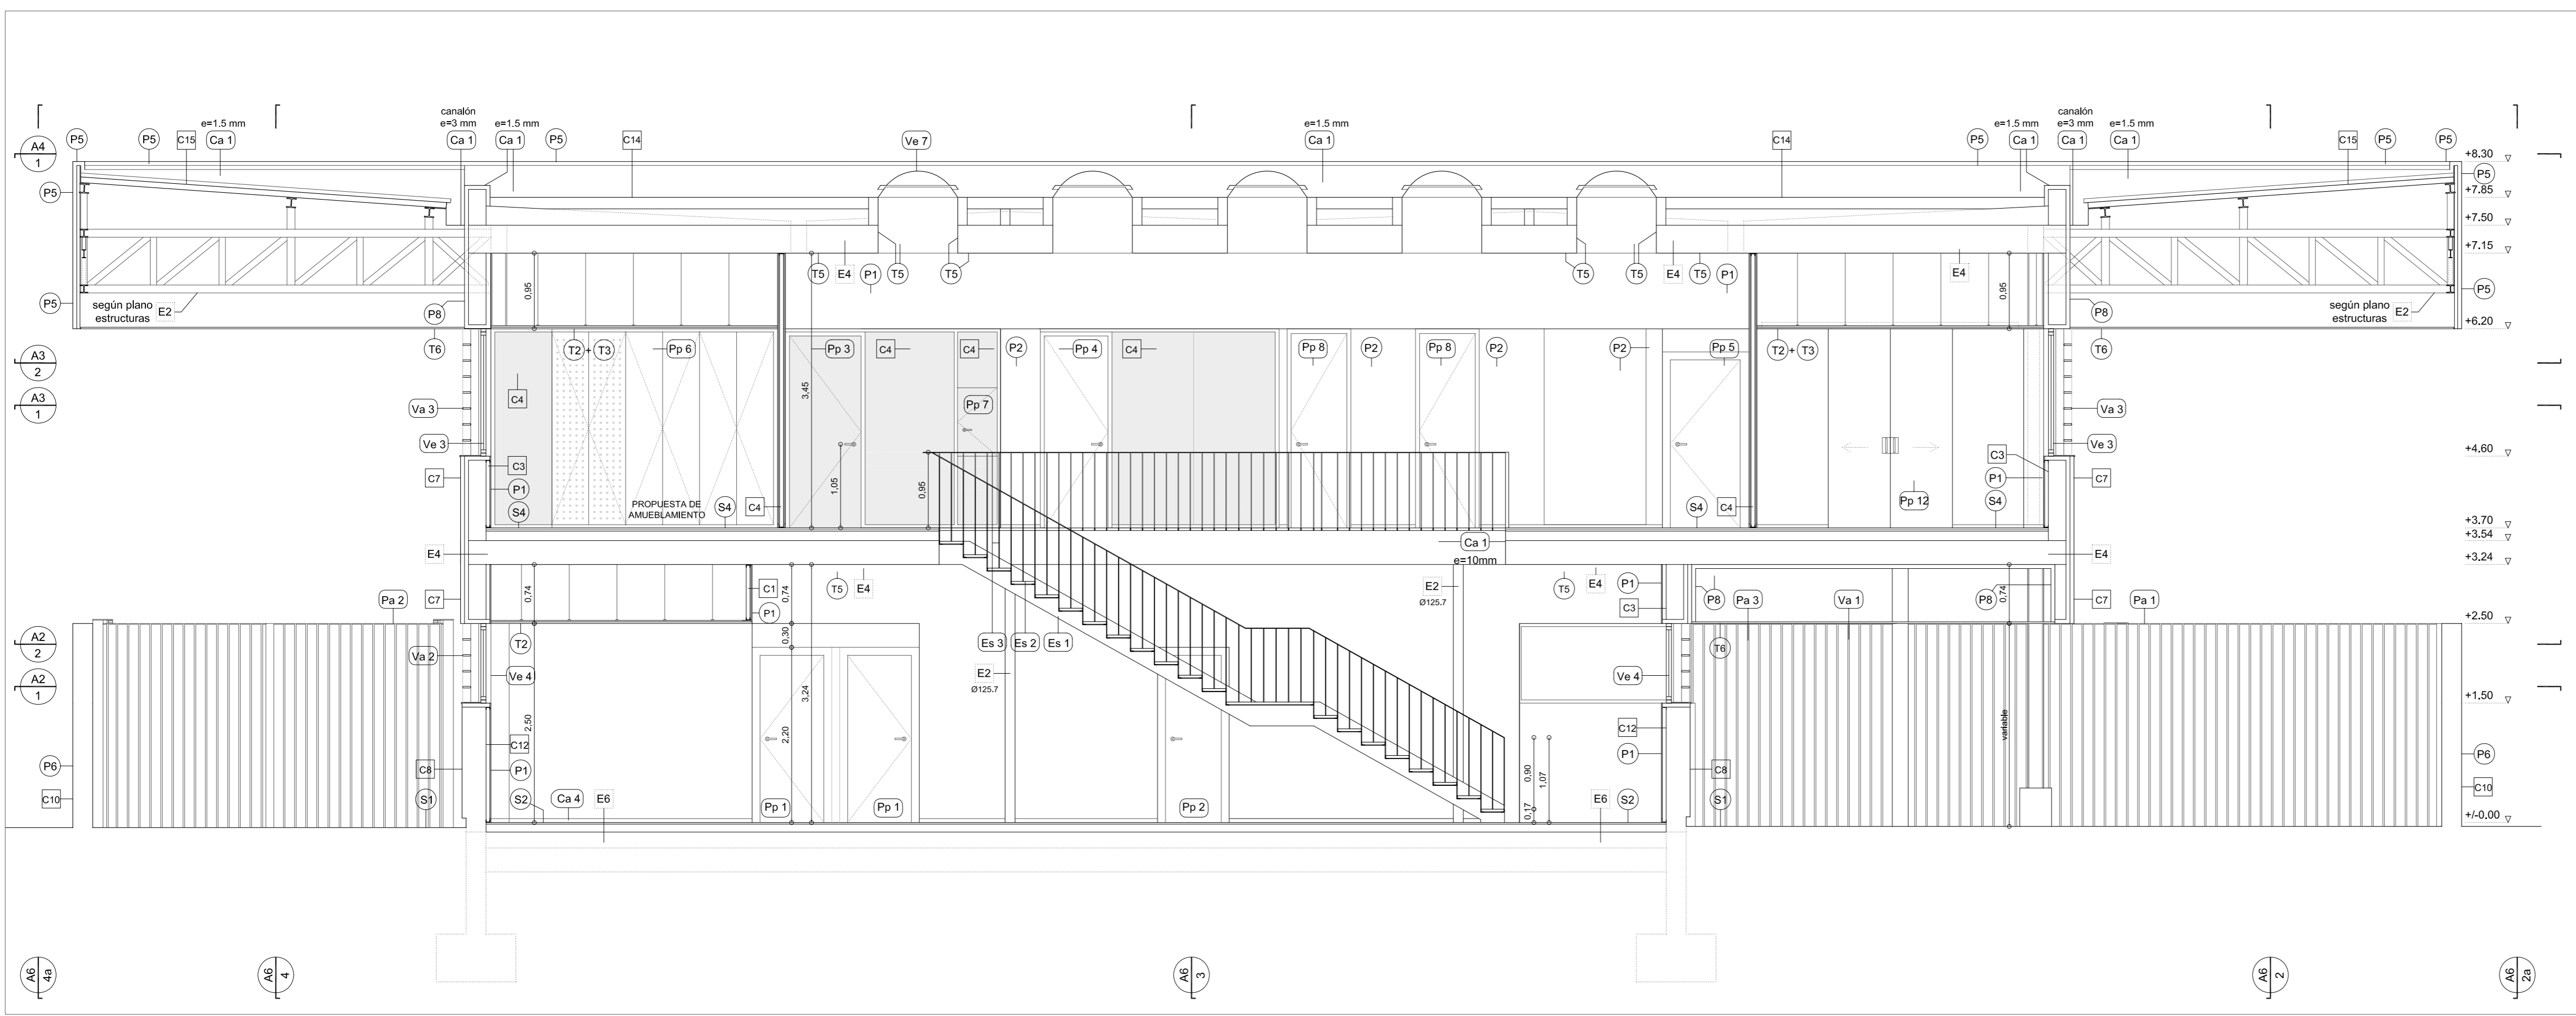 canalón
canalón
e=1.5 mm
e=3 mm
e=1.5 mm
e=1.5 mm
e=1.5 mm
e=3 mm
e=1.5 mm
P5 P5 C15 Ca 1 Ca 1 Ca 1 P5 C14 Ve 7 Ca 1 C14 P5 Ca 1 Ca 1 Ca 1 C15 P5 P5
A4
1
+8.30
P5
P5
+7.85
+7.50
+7.15
T5 E4 P1 T5 T5 T5 T5 E4 T5 P1 E4
0,95
0,95
P5
según plano
estructuras
E2
P8
P8
según plano
estructuras
E2
P5
+6.20
T6 T2 + T3 Pp 6 Pp 3 C4 C4 P2 Pp 4 C4 Pp 8 P2 Pp 8 P2 P2 Pp 5 T2 + T3 T6
A3
2
A3
1
3,45
C4
Va 3
Pp 7
Va 3
Ve 3
Ve 3
+4,60
C3
C3
C7
P1
1,05
0,95
P1
C7
PROPUESTA DE
AMUEBLAMIENTO
S4
S4
C4
S4
C4
Pp 12
S4
+3.70
+3.54
Ca 1
e=10mm
E4
E4
+3,24
C1
T5
E4
E2
Ø125.7
T5
E4
P1
0,74
0,74
Pa 2
C7
P1
C3
P8
Pa 3
Va 1
P8
0,74
C7
Pa 1
+2.50
A2
2
A2
1
0,30
Va 2
T2
Es 3
Es 2
Es 1
T6
Ve 4
E2
Ø125.7
Ve 4
+1.50
2,50
3,24
2,20
C12
C12
variable
P6
C8
P1
P1
C8
P6
0,90
1,07
C10
S1
S2
Ca 4
E6
Pp 1
Pp 1
Pp 2
0,17
E6
S2
S1
C10
+/-0.00
A6
4a
A6
4
A6
3
A6
2
A6
2a